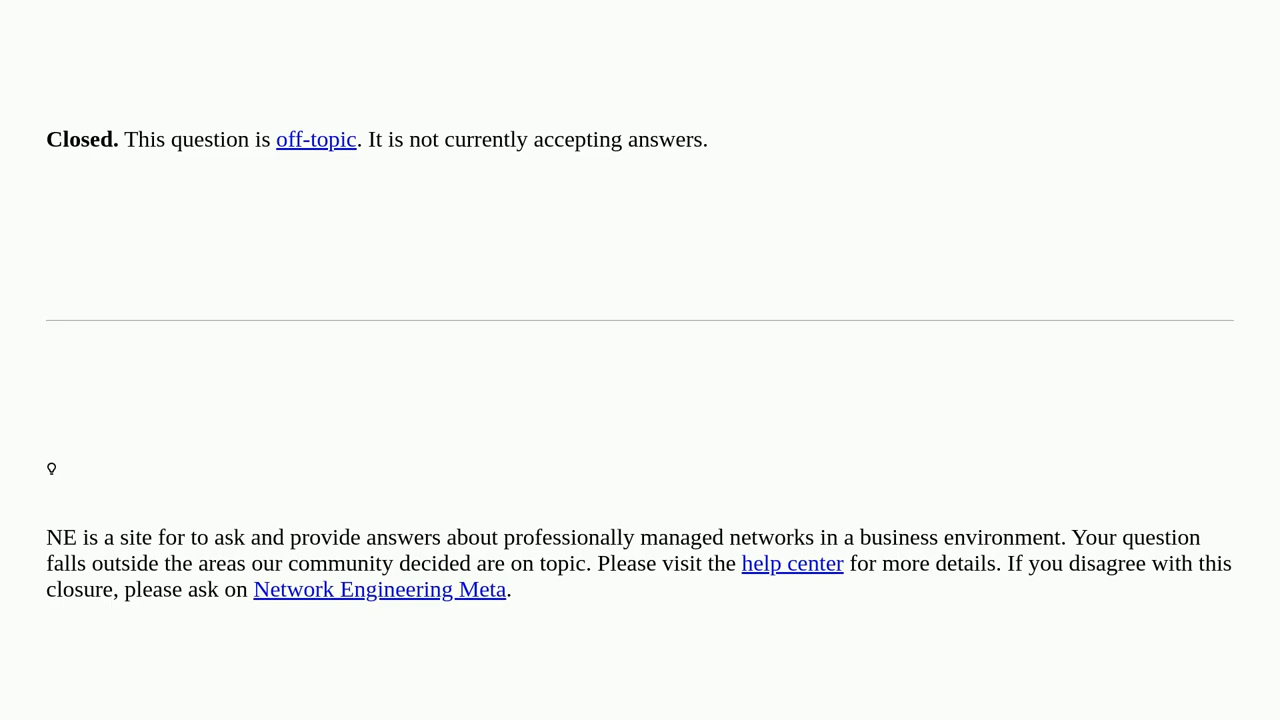 Closed. This question is off-topic. It is not currently accepting answers.
NE is a site for to ask and provide answers about professionally managed networks in a business environment. Your question
falls outside the areas our community decided are on topic. Please visit the help center for more details. If you disagree with this
closure, please ask on Network Engineering Meta.